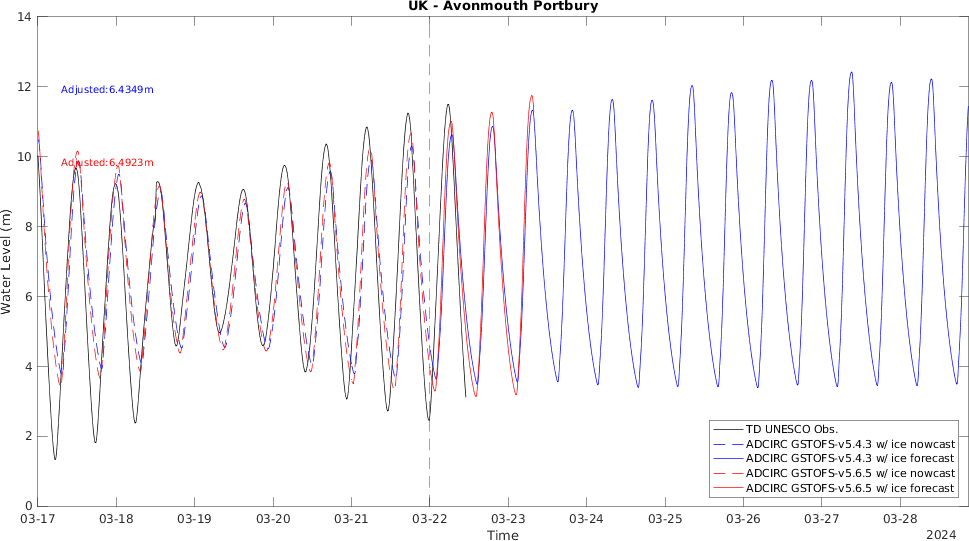 UK - Avonmouth Portbury
14
12
10
8
6
4
2
0
Water Level (m)
Adjusted:6.4349m
Adjusted:6.4923m
TD UNESCO Obs.
ADCIRC GSTOFS-v5.4.3 w/ ice nowcast
ADCIRC GSTOFS-v5.4.3 w/ ice forecast
ADCIRC GSTOFS-v5.6.5 w/ ice nowcast
ADCIRC GSTOFS-v5.6.5 w/ ice forecast
03-17 03-18 03-19 03-20 03-21 03-22 03-23 03-24 03-25 03-26 03-27 03-28
Time
2024